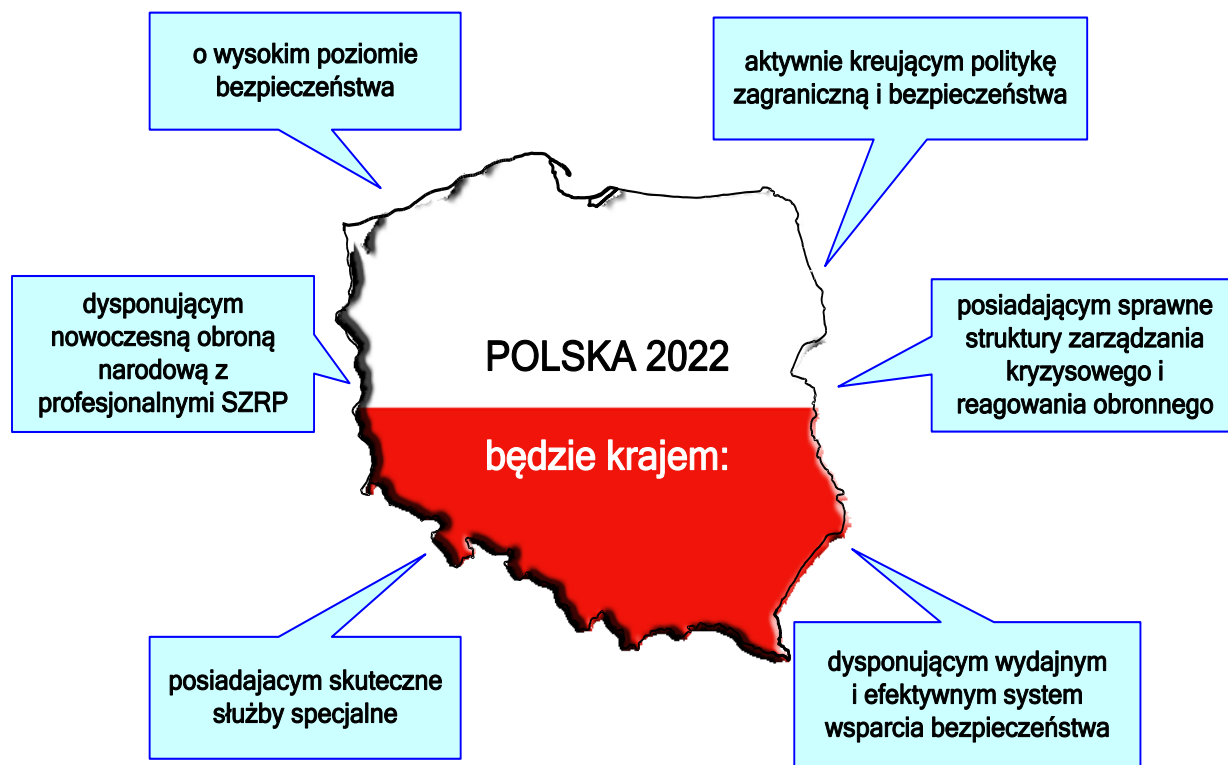 o wysokim poziomie
bezpieczeństwa
aktywnie kreującym politykę
zagraniczną i bezpieczeństwa
dysponującym
nowoczesną obroną
narodową z
profesjonalnymi SZRP
POLSKA 2022
będzie krajem:
posiadającym sprawne
struktury zarządzania
kryzysowego i
reagowania obronnego
posiadajacym skuteczne
służby specjalne
dysponującym wydajnym
i efektywnym system
wsparcia bezpieczeństwa